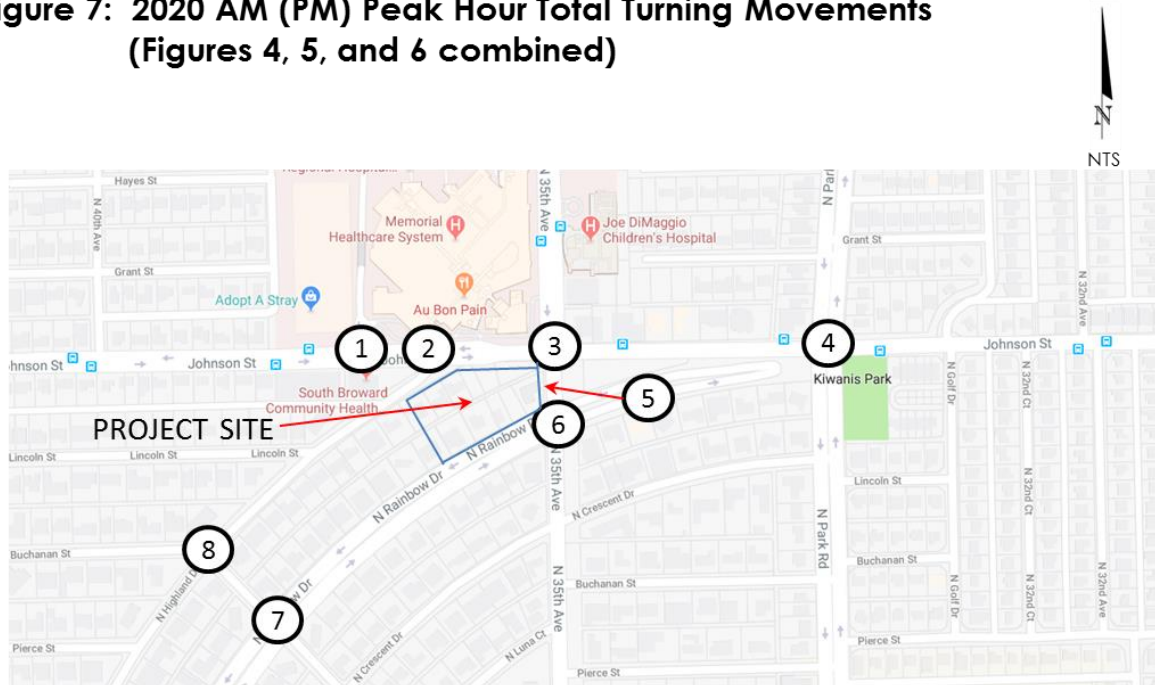 igure 7: 2020 AM (PM) Peak Hour Total Turning Movements
(Figures 4, 5, and 6 combined)
N
NTS
Hayes St
N 40th Ave
Grant St
Adopt A Stray
Memorial
Healthcare System
Au Bon Pain
N 35th Ave
Joe DiMaggio
Children's Hospital
Grant St
N 32nd Ave
hnson St
Johnson St
1
2
3
4
Johnson St
Kiwanis Park
South Broward
Community Health
5
PROJECT SITE
6
N Rainbow
N Golf Dr
N 32nd Ct
Lincoln St
Lincoln St
Lincoln St
N Rainbow Dr
N 35th Ave
N Crescent Dr
Lincoln St
N Park Rd
8
Buchanan St
N Highland D
7
w Dr
N 35th Ave
Buchanan St
Buchanan St
N Golf Dr
N 32nd Ct
N 32nd Ave
Pierce St
N Crescent Dr
N Luna Ct
Pierce St
Pierce St